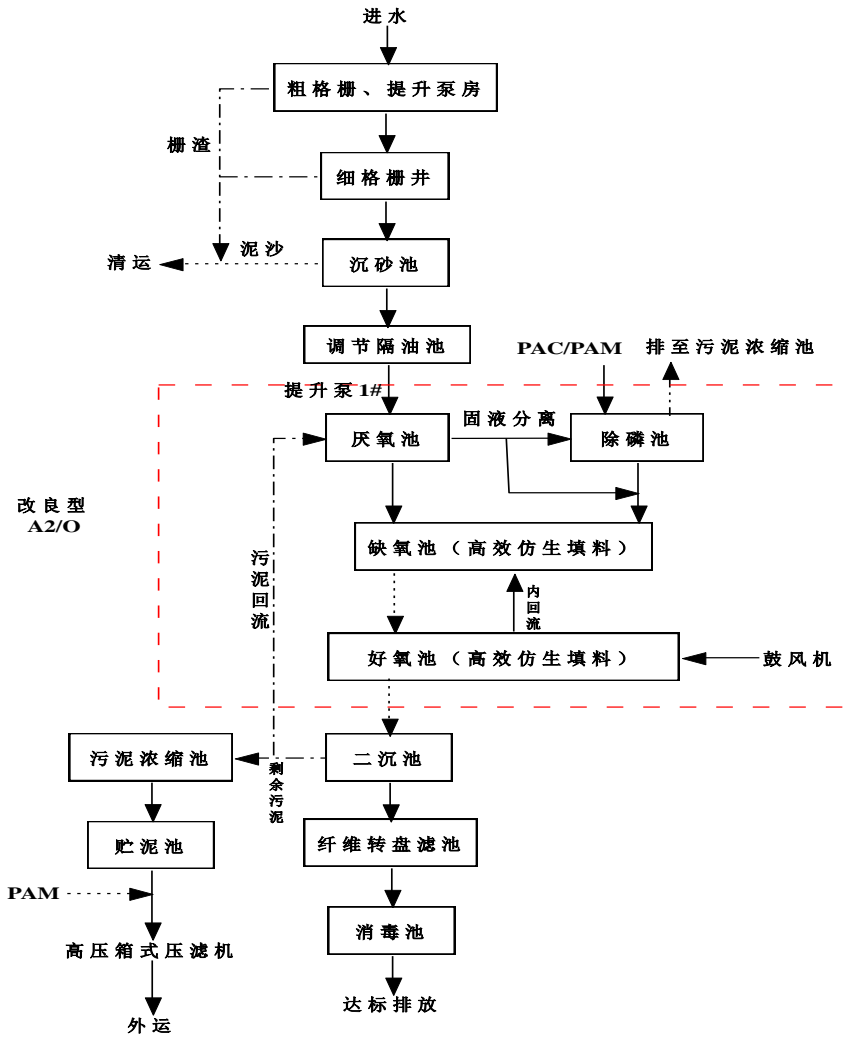 进水
粗格栅、提升泵房
栅渣
细格栅井
泥沙
清运
沉砂池
调节隔油池
PAC/PAM
排至污泥浓缩池
提升泵1#
固液分离
厌氧池
除磷池
改良型
A2/O
缺氧池（高效仿生填料）
污泥回流
内回流
好氧池（高效仿生填料）
鼓风机
污泥浓缩池
二沉池
剩余污泥
贮泥池
纤维转盘滤池
PAM
消毒池
高压箱式压滤机
达标排放
外运